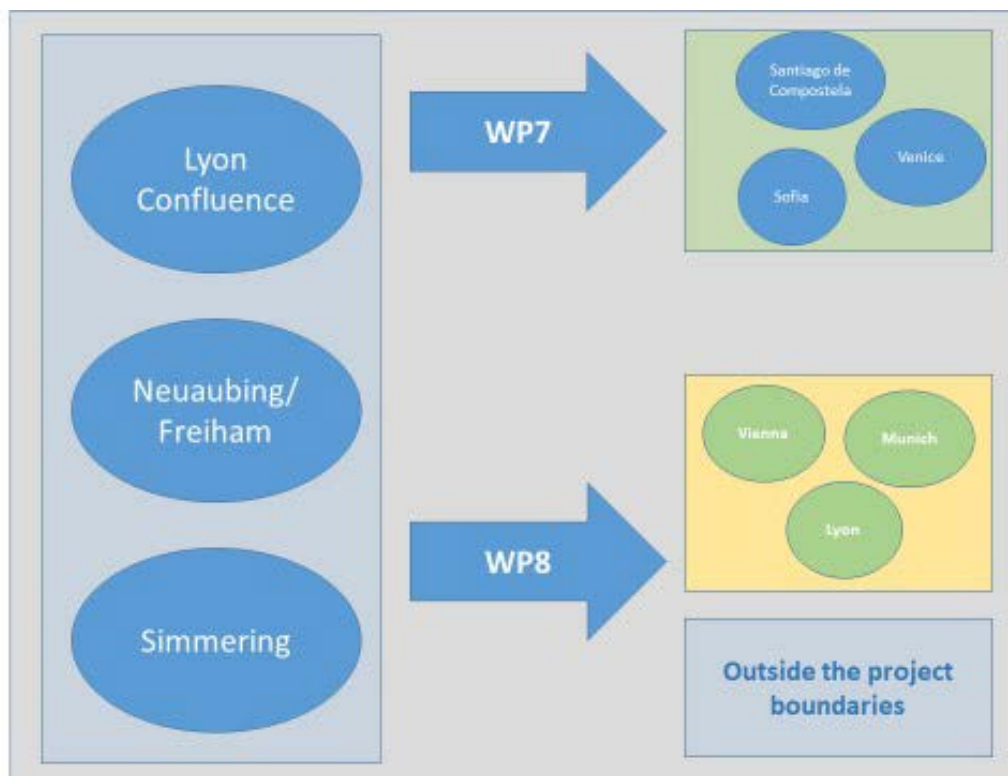 Lyon
Confluence
Neuaubing/
Freiham
Simmering
WP7
WP8
Santiago de
Compostela
Venice
Sofia
Vienna
Munich
Lyon
Outside the project
boundaries